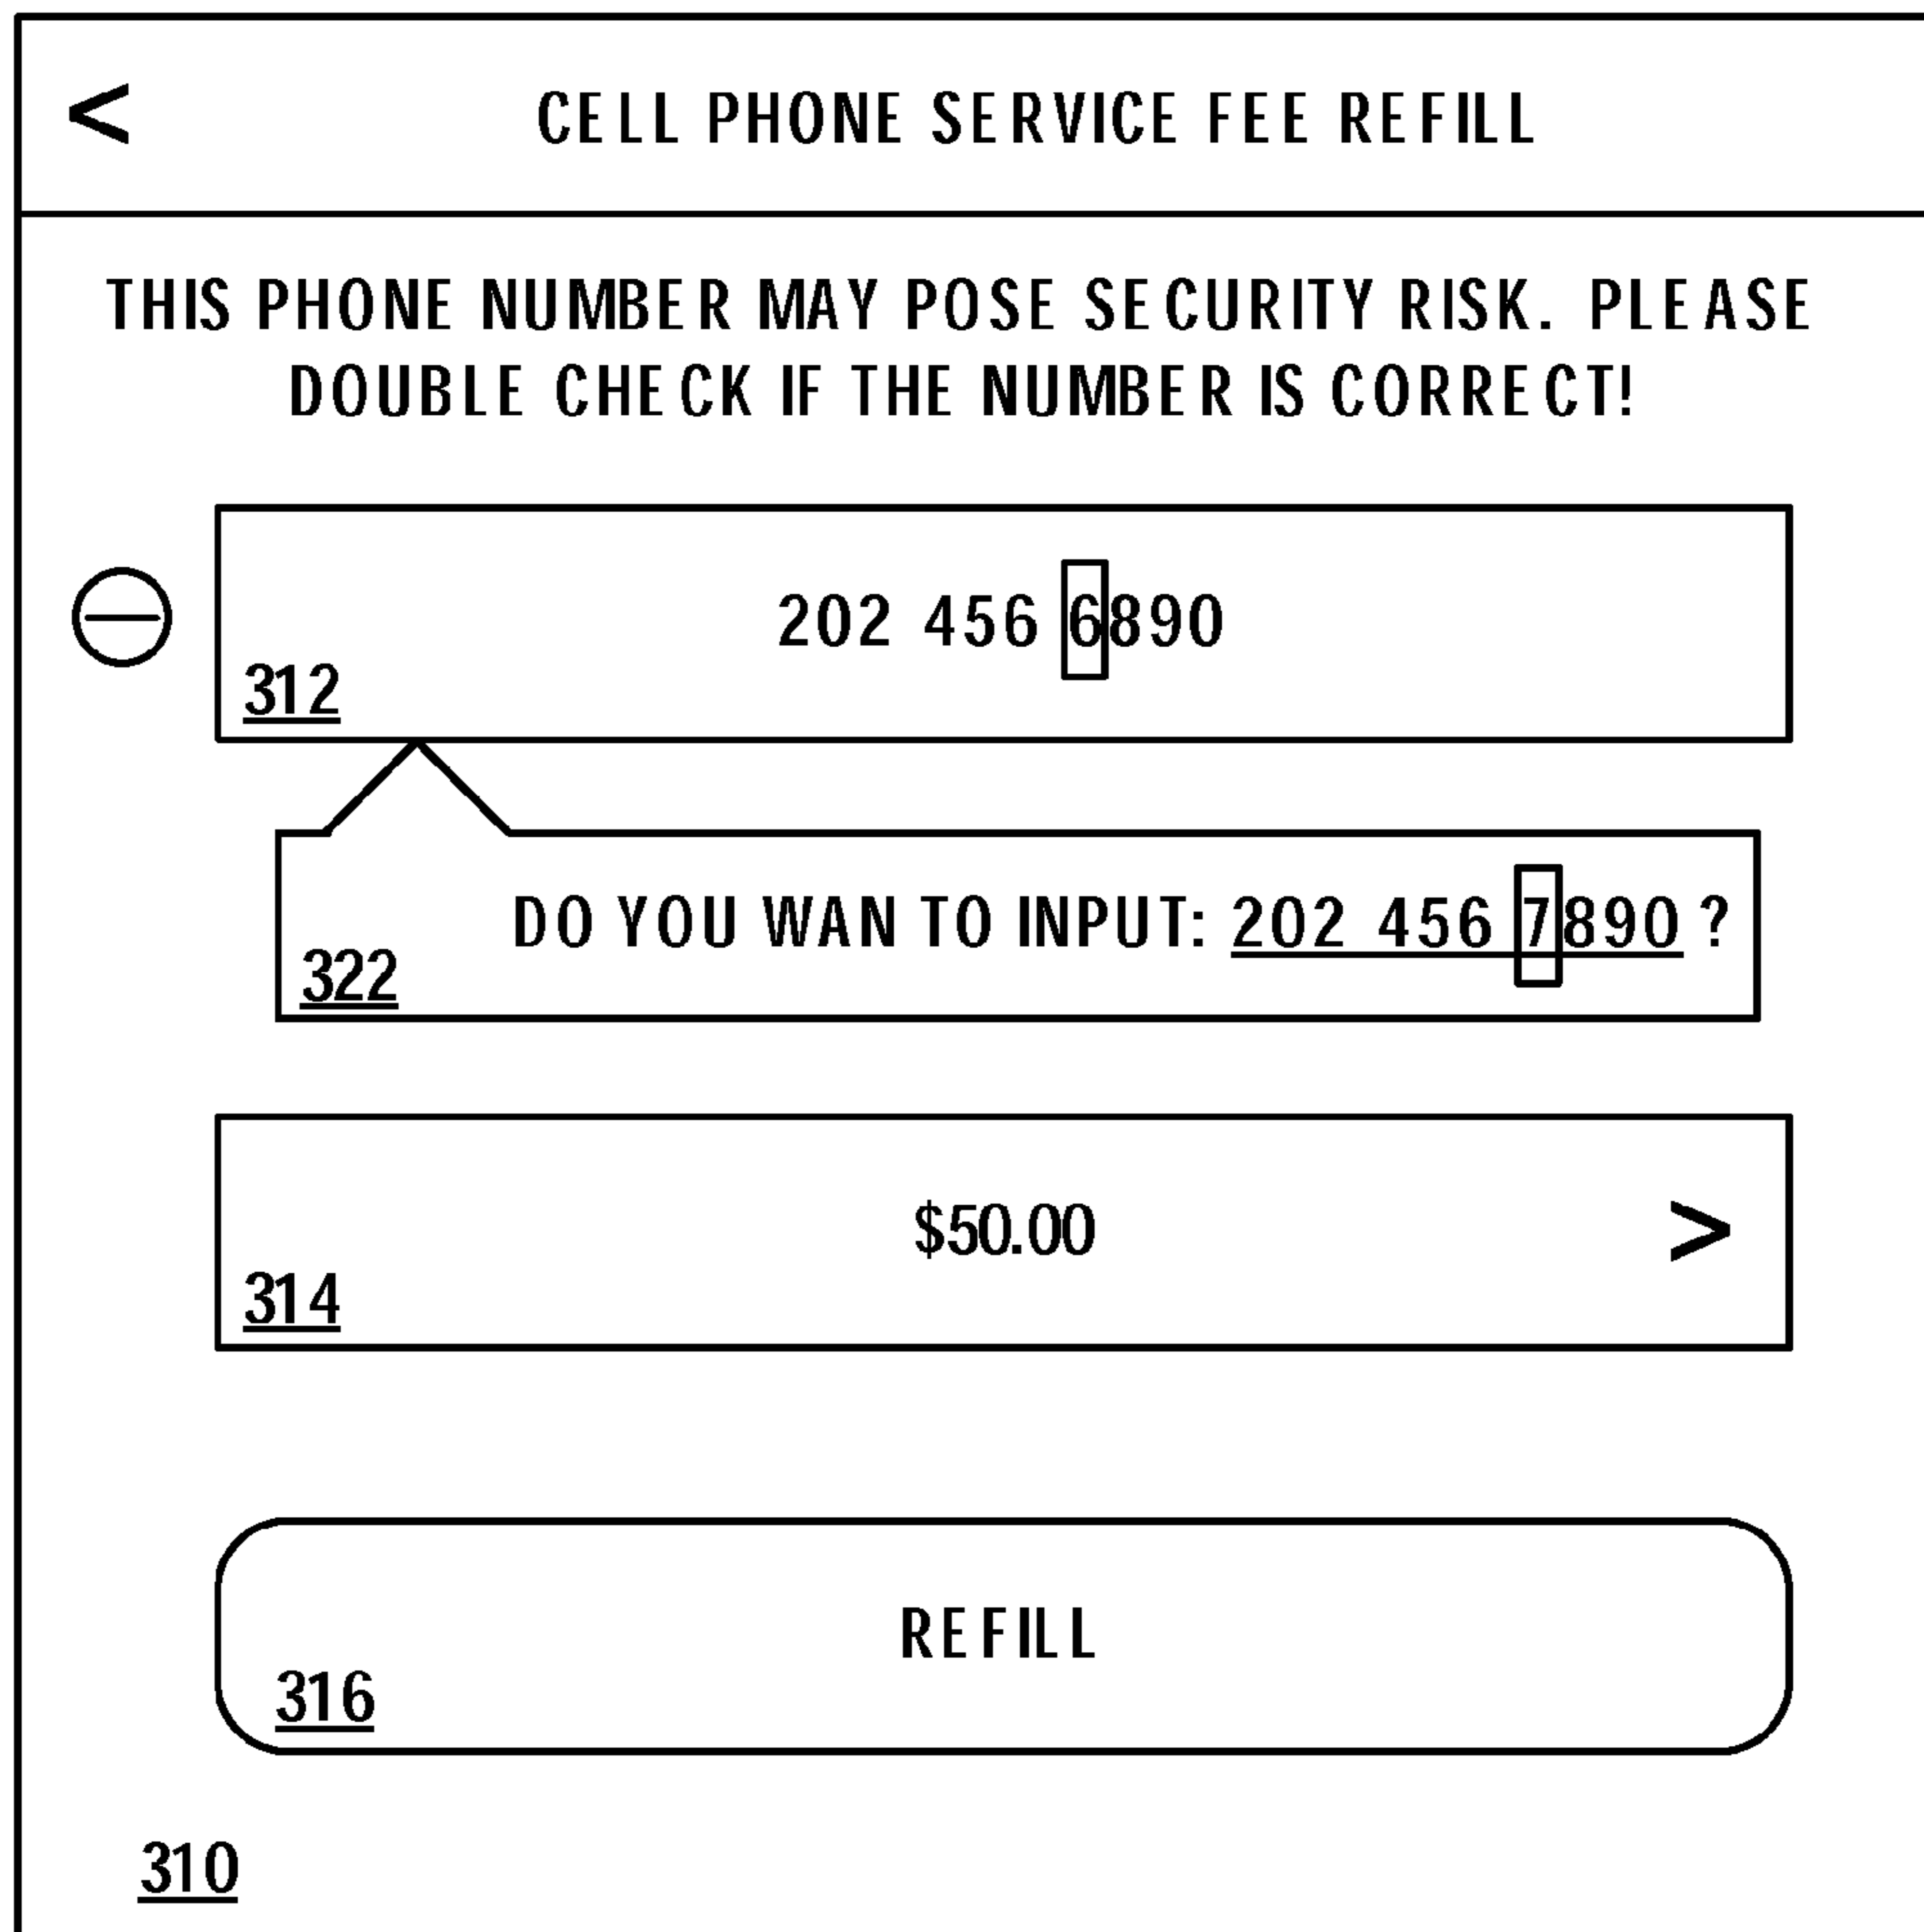 <
CELL PHONE SERVICE FEE REFILL
THIS PHONE NUMBER MAY POSE SECURITY RISK. PLEASE
DOUBLE CHECK IF THE NUMBER IS CORRECT!
202 456 6890
312
DO YOU WAN TO INPUT: 202 456 7890 ?
322
$50.00 >
314
REFILL
316
310